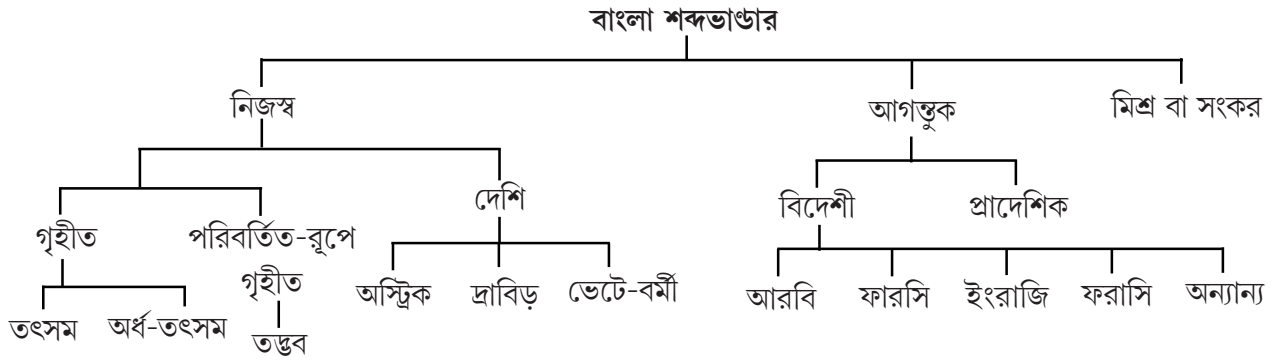 বাংলা শব্দভাণ্ডার
নিজস্ব
আগন্তুক
মিশ্র বা সংকর
দেশি
বিদেশী
প্রাদেশিক
গৃহীত
পরিবর্তিত-রূপে
গৃহীত
অস্ট্রিক
দ্রাবিড়
ভেটে-বর্মী
আরবি
ফারসি
ইংরাজি
ফরাসি
অন্যান্য
তৎসম
অর্ধ-তৎসম
তদ্ভব